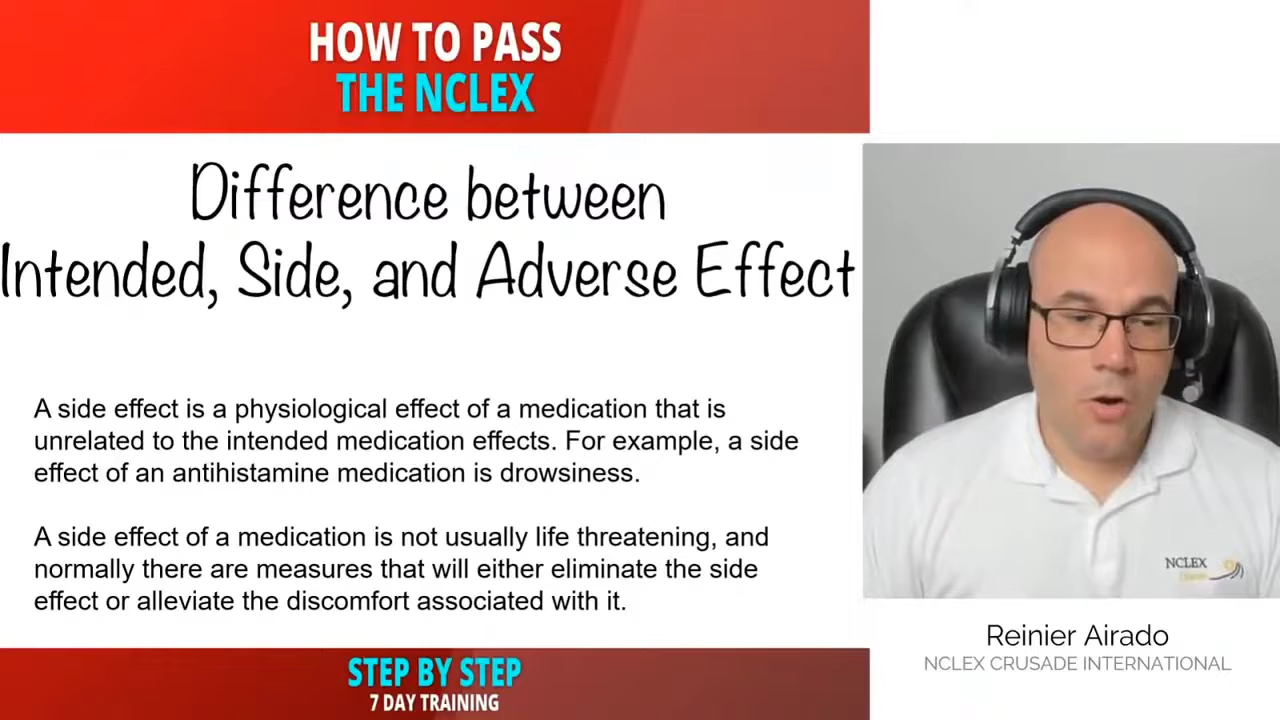 HOW TO PASS
THE NCLEX
Difference between
Intended, Side, and Adverse Effect
A side effect is a physiological effect of a medication that is
unrelated to the intended medication effects. For example, a side
effect of an antihistamine medication is drowsiness.
A side effect of a medication is not usually life threatening, and
normally there are measures that will either eliminate the side
effect or alleviate the discomfort associated with it.
STEP BY STEP
7 DAY TRAINING
NCLEX
Reinier Airado
NCLEX CRUSADE INTERNATIONAL